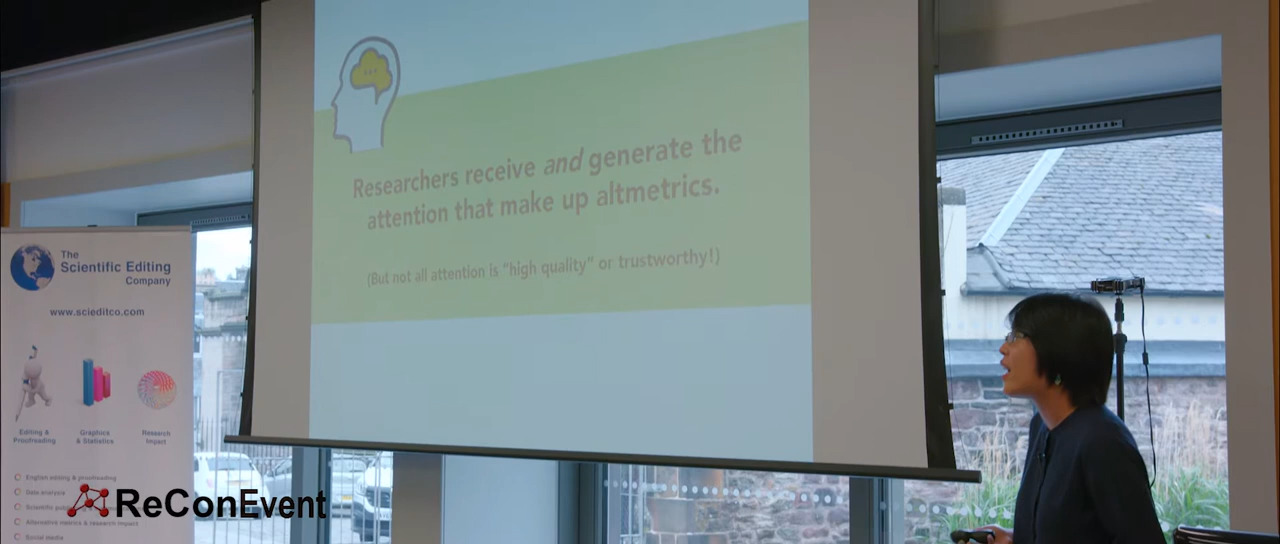 Researchers receive and generate the
attention that make up altmetrics.
(But not all attention is "high quality" or trustworthy!)
The
Scientific Editing
Company
www.scieditco.com
Editing &
Proofreading
Graphics
& Statistics
Research
Impact
English editing & proofreading
Data analysis
Scientific
Alternative metrics & research impact
Social media
ReConEvent